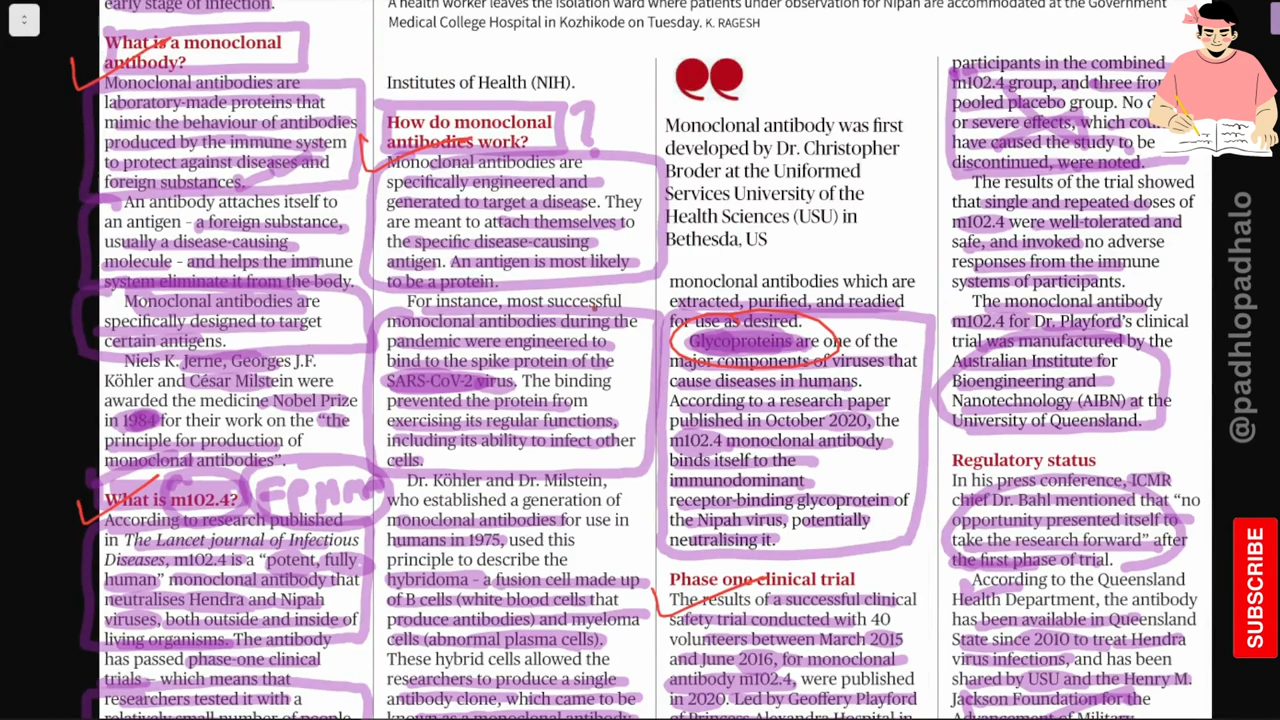 early stage of infection.
What is a monoclonal
antibody?
Monoclonal antibodies are
laboratory-made proteins that
mimic the behaviour of antibodies
produced by the immune system
to protect against diseases and
foreign substances.
An antibody attaches itself to
an antigen – a foreign substance,
usually a disease-causing
molecule – and helps the immune
system eliminate it from the body.
Monoclonal antibodies are
specifically designed to target
certain antigens.
Niels K. Jerne, Georges J.F.
Köhler and César Milstein were
awarded the medicine Nobel Prize
in 1984 for their work on the “the
principle for production of
monoclonal antibodies”.
What is m102.4?
According to research published
in The Lancet journal of Infectious
Diseases, m102.4 is a “potent, fully
human” monoclonal antibody that
neutralises Hendra and Nipah
viruses, both outside and inside of
living organisms. The antibody
has passed phase-one clinical
trials – which means that
researchers tested it with a
relatively small number of people
A health worker leaves the isolation ward where patients under observation for Nipah are accommodated at the Government
Medical College Hospital in Kozhikode on Tuesday. K. RAGESH
Institutes of Health (NIH).
How do monoclonal
antibodies work?
?
Monoclonal antibodies are
specifically engineered and
generated to target a disease. They
are meant to attach themselves to
the specific disease-causing
antigen. An antigen is most likely
to be a protein.
For instance, most successful
monoclonal antibodies during the
pandemic were engineered to
bind to the spike protein of the
SARS-CoV-2 virus. The binding
prevented the protein from
exercising its regular functions,
including its ability to infect other
cells.
Dr. Köhler and Dr. Milstein,
who established a generation of
monoclonal antibodies for use in
humans in 1975, used this
principle to describe the
hybridoma – a fusion cell made up
of B cells (white blood cells that
produce antibodies) and myeloma
cells (abnormal plasma cells).
These hybrid cells allowed the
researchers to produce a single
antibody clone, which came to be
known as a monoclonal antibody
Monoclonal antibody was first
developed by Dr. Christopher
Broder at the Uniformed
Services University of the
Health Sciences (USU) in
Bethesda, US
monoclonal antibodies which are
extracted, purified, and readied
for use as desired.
Glycoproteins are one of the
major components of viruses that
cause diseases in humans.
According to a research paper
published in October 2020, the
m102.4 monoclonal antibody
binds itself to the
immunodominant
receptor-binding glycoprotein of
the Nipah virus, potentially
neutralising it.
Phase one clinical trial
The results of a successful clinical
safety trial conducted with 40
volunteers between March 2015
and June 2016, for monoclonal
antibody m102.4, were published
in 2020. Led by Geoffery Playford
of Princess Alexandra Hospital in
participants in the combined
m102.4 group, and three from
pooled placebo group. No
or severe effects, which
have caused the study to be
discontinued, were noted.
The results of the trial showed
that single and repeated doses of
m102.4 were well-tolerated and
safe, and invoked no adverse
responses from the immune
systems of participants.
The monoclonal antibody
m102.4 for Dr. Playford’s clinical
trial was manufactured by the
Australian Institute for
Bioengineering and
Nanotechnology (AIBN) at the
University of Queensland.
Regulatory status
In his press conference, ICMR
chief Dr. Bahl mentioned that “no
opportunity presented itself to
take the research forward” after
the first phase of trial.
According to the Queensland
Health Department, the antibody
has been available in Queensland
State since 2010 to treat Hendra
virus infections, and has been
shared by USU and the Henry M.
Jackson Foundation for the
Advancement of Military
@padhlopadhalo
SUBSCRIBE